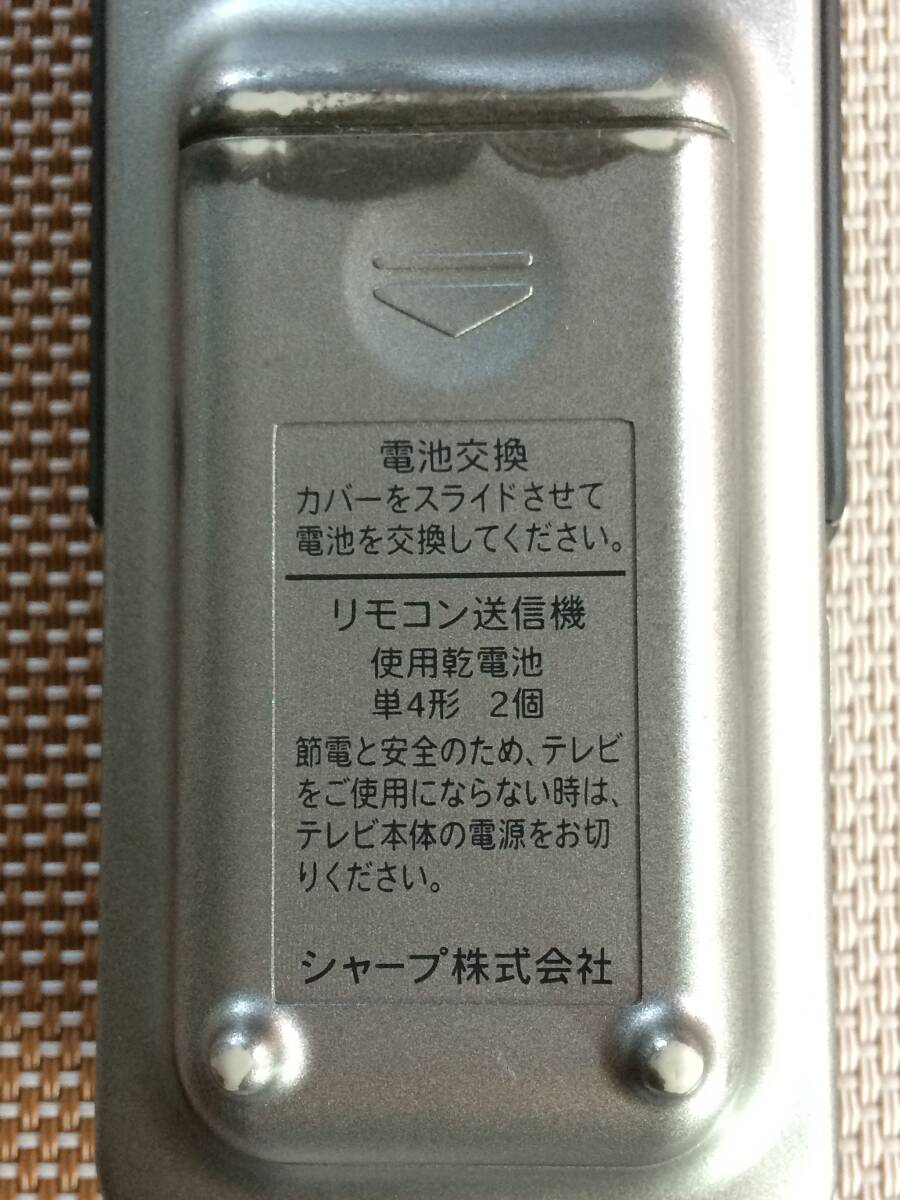 電池交換
カバーをスライドさせて
電池を交換してください。
リモコン送信機
使用乾電池
単4形 2個
節電と安全のため、テレビ
をご使用にならない時は、
テレビ本体の電源をお切
りください。
シャープ株式会社